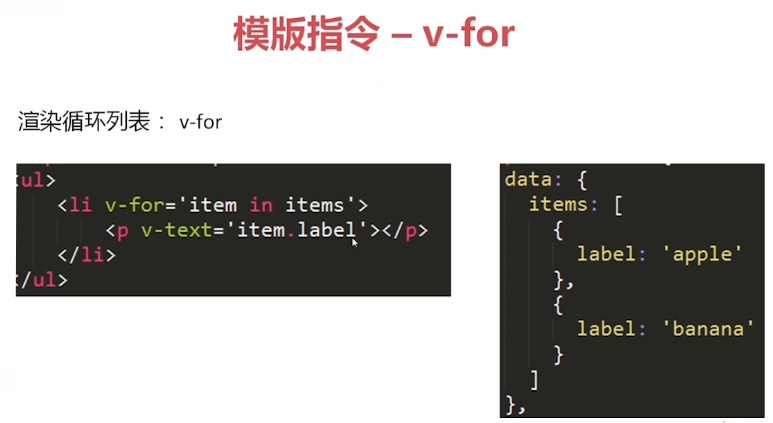 模版指令 – v-for
渲染循环列表： v-for
<ul>
<li v-for='item in items'>
<p v-text='item.label'></p>
</li>
</ul>
data: {
items: [
{
label: 'apple'
},
{
label: 'banana'
}
]
},